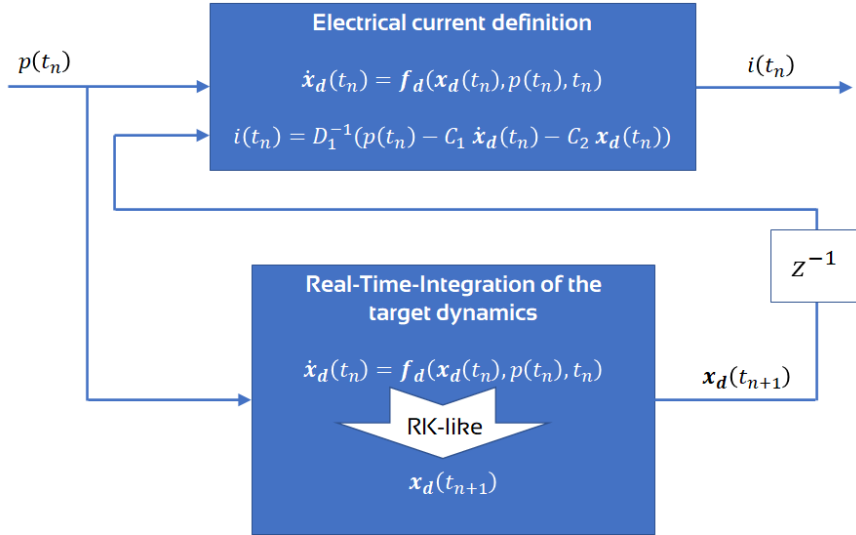 Electrical current definition
p(tₙ)
ẋ_d(tₙ) = f_d(x_d(tₙ), p(tₙ), tₙ)
i(tₙ)
i(tₙ) = D₁⁻¹(p(tₙ) − C₁ ẋ_d(tₙ) − C₂ x_d(tₙ))
Z⁻¹
Real-Time-Integration of the
target dynamics
ẋ_d(tₙ) = f_d(x_d(tₙ), p(tₙ), tₙ)
x_d(tₙ₊₁)
RK-like
x_d(tₙ₊₁)